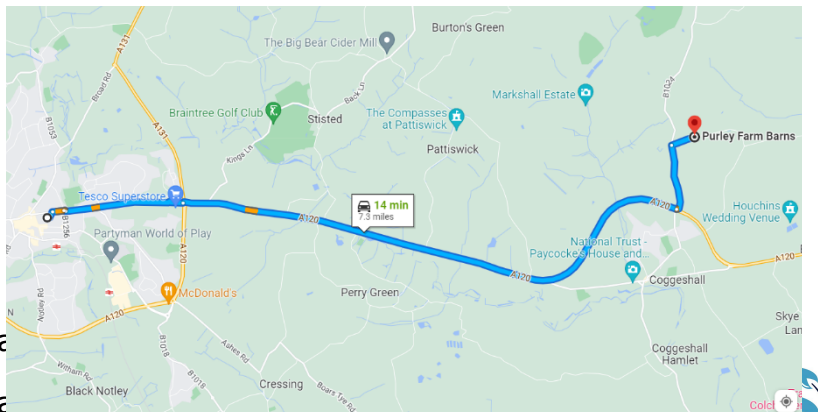 Burton's Green
A131
The Big Bear Cider Mill
Broad Rd
Back Ln
Markshall Estate
B1024
B1053
Braintree Golf Club
Stisted
The Compasses
at Pattiswick
A131
Purley Farm Barns
Kings Ln
Pattiswick
Tesco Superstore
14 min
7.3 miles
A120
A120
Houchins
Wedding Venue
B1256
Partyman World of Play
A120
National Trust -
Paycocke's House and...
A120
A120
Coggeshall
McDonald's
Perry Green
Notley Rd
A120
Skye
Lan
B1018
Ashes Rd
Coggeshall
Hamlet
Witham Rd
B1018
Cressing
Boars Tye Rd
Black Notley